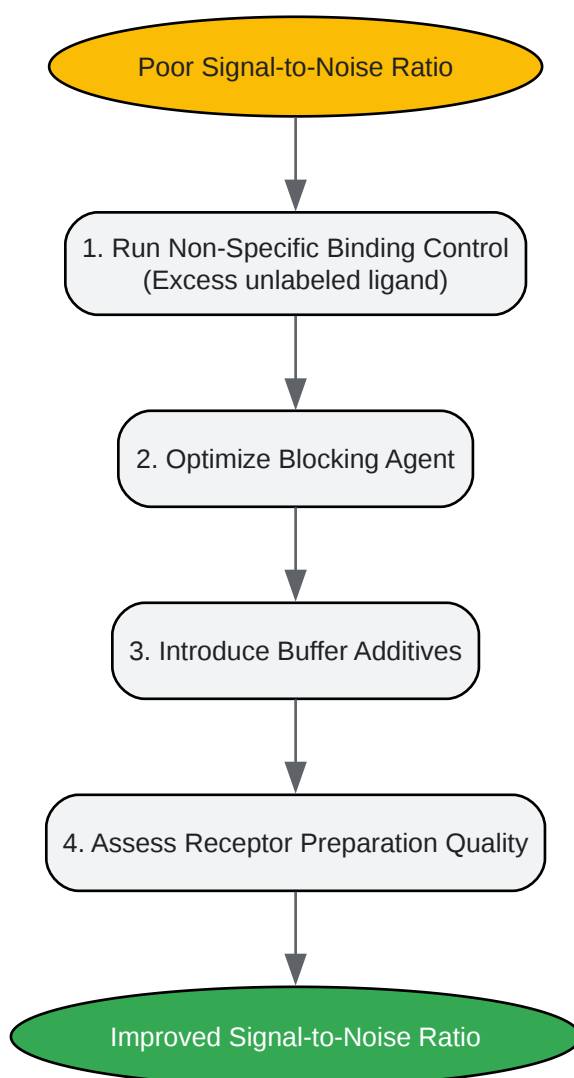 Poor Signal-to-Noise Ratio
1. Run Non-Specific Binding Control
(Excess unlabeled ligand)
2. Optimize Blocking Agent
3. Introduce Buffer Additives
4. Assess Receptor Preparation Quality
Improved Signal-to-Noise Ratio